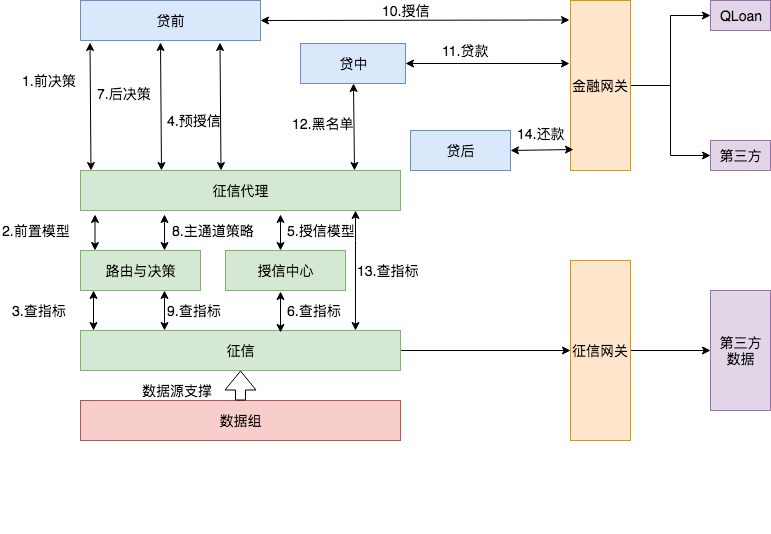 贷前
10.授信
QLoan
1.前决策
7.后决策
4.预授信
贷中
11.贷款
金融网关
12.黑名单
贷后
14.还款
第三方
征信代理
2.前置模型
8.主通道策略
5.授信模型
路由与决策
授信中心
13.查指标
3.查指标
9.查指标
6.查指标
征信
征信网关
第三方
数据
数据源支撑
数据组